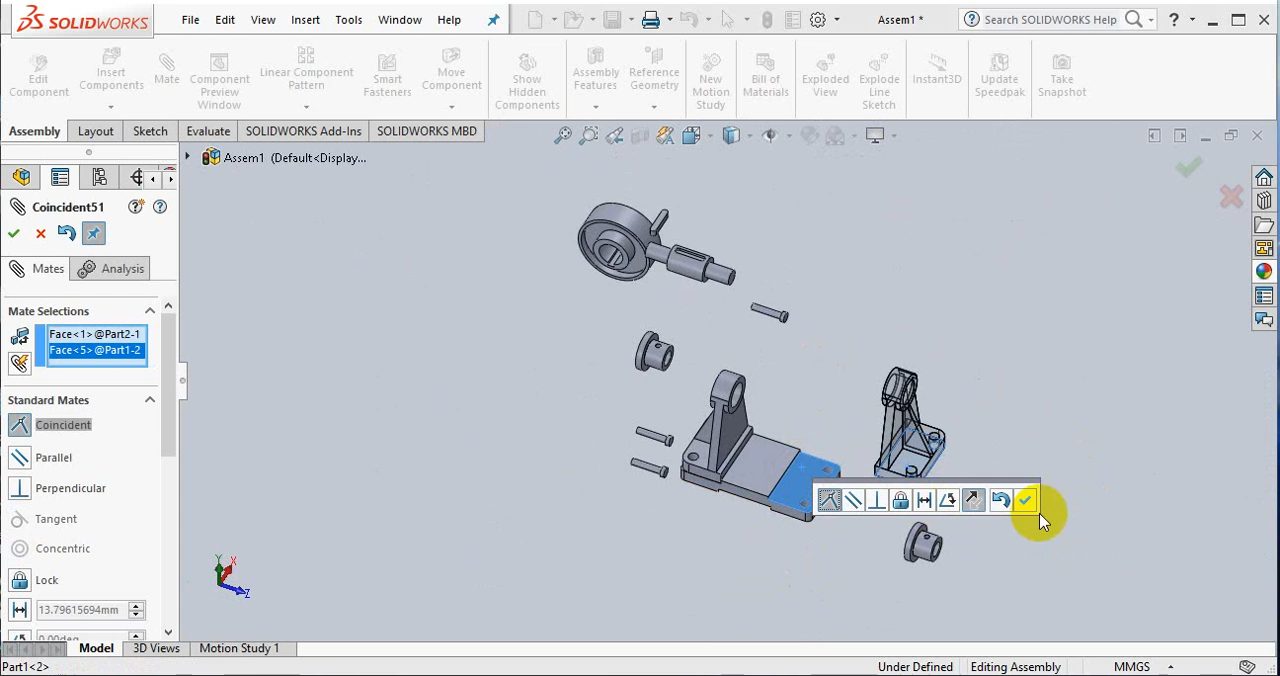 SOLIDWORKS
File Edit View Insert Tools Window Help
Assem1 *
Search SOLIDWORKS Help
Edit Component
Insert Components
Mate
Component Preview Window
Linear Component Pattern
Smart Fasteners
Move Component
Show Hidden Components
Assembly Features
Reference Geometry
New Motion Study
Bill of Materials
Exploded View
Explode Line Sketch
Instant3D
Update Speedpak
Take Snapshot
Assembly Layout Sketch Evaluate SOLIDWORKS Add-Ins SOLIDWORKS MBD
Assem1 (Default<Display...
Coincident51
Mates Analysis
Mate Selections
Face<1>@Part2-1
Face<5>@Part1-2
Standard Mates
Coincident
Parallel
Perpendicular
Tangent
Concentric
Lock
13.79615694mm
0.00deg
Y
X
Z
Model 3D Views Motion Study 1
Part1<2>
Under Defined Editing Assembly MMGS